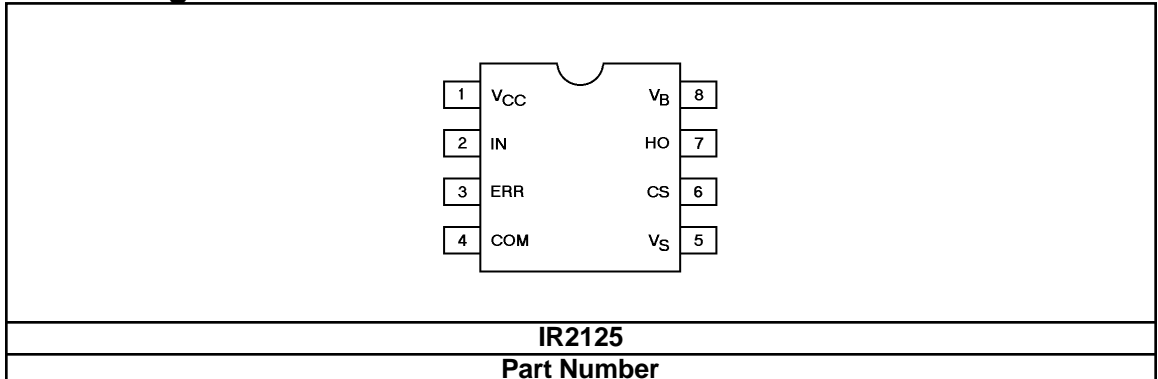 1 VCC VB 8
2 IN HO 7
3 ERR CS 6
4 COM VS 5
IR2125
Part Number